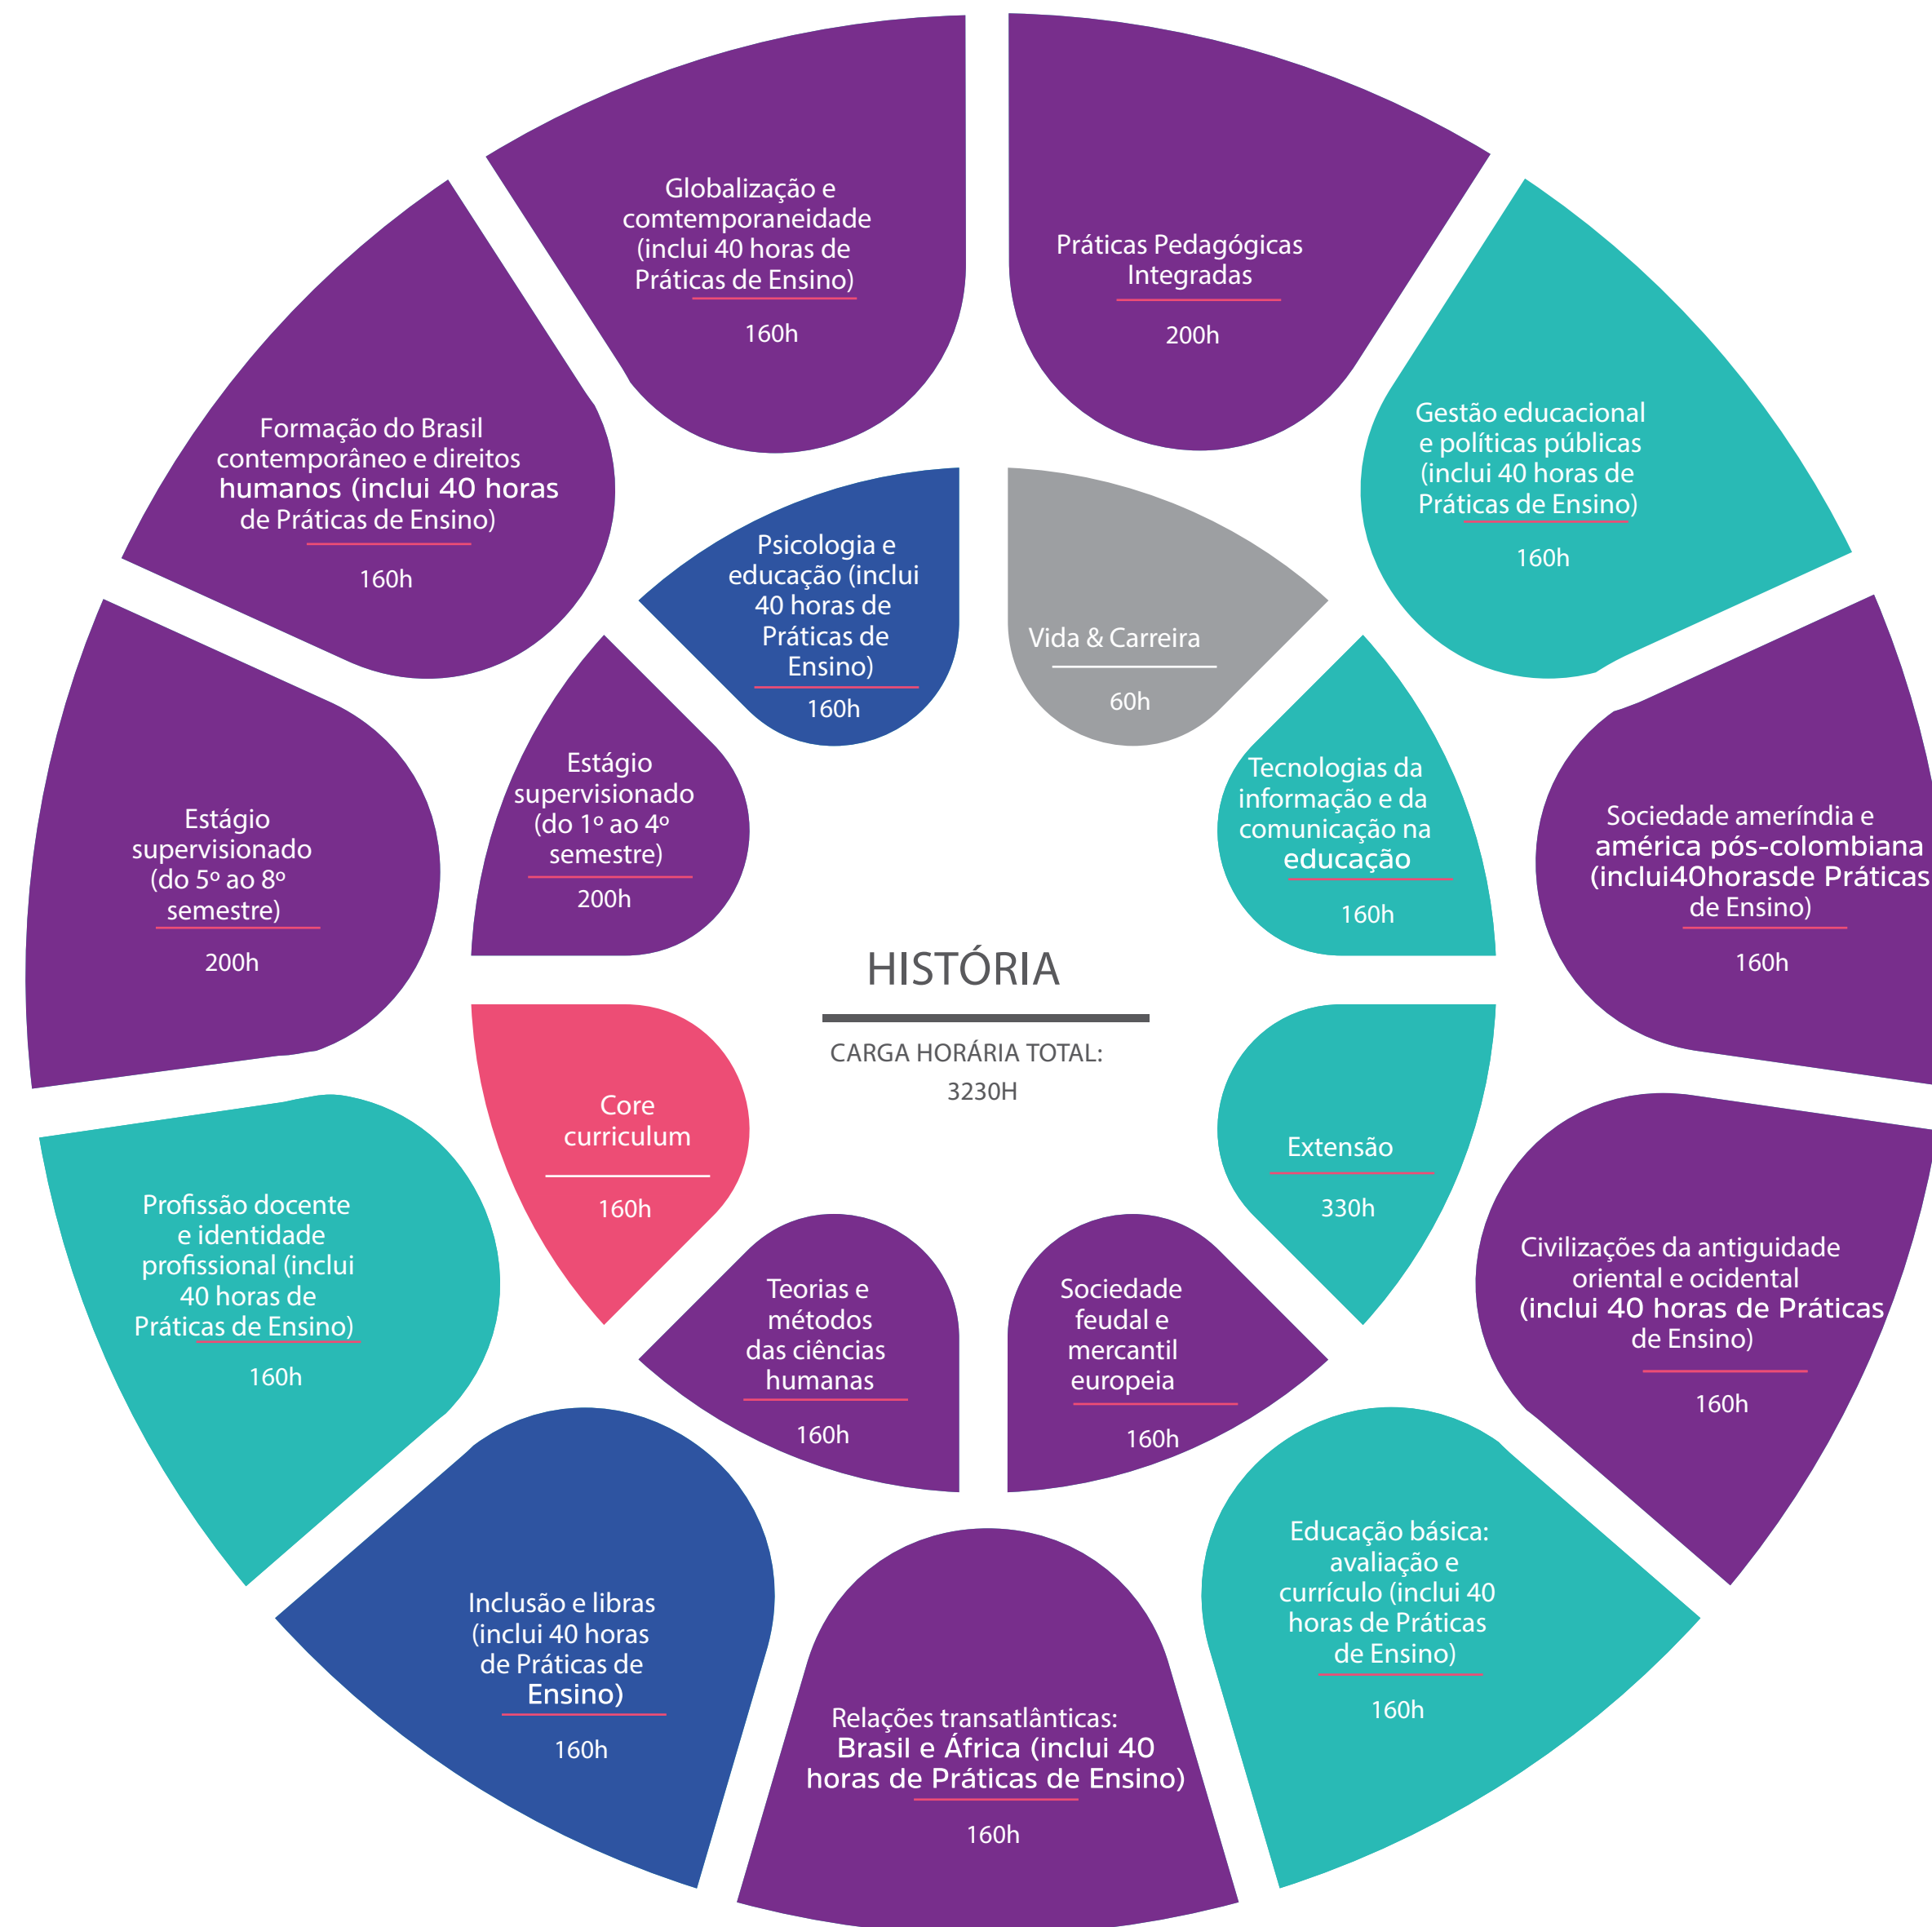 Globalização e
comtemporaneidade
(inclui 40 horas de
Práticas de Ensino)
160h
Práticas Pedagógicas
Integradas
200h
Gestão educacional
e políticas públicas
(inclui 40 horas de
Práticas de Ensino)
160h
Sociedade ameríndia e
américa pós-colombiana
(inclui40horasde Práticas
de Ensino)
160h
Civilizações da antiguidade
oriental e ocidental
(inclui 40 horas de Práticas
de Ensino)
160h
Educação básica:
avaliação e
currículo (inclui 40
horas de Práticas
de Ensino)
160h
Relações transatlânticas:
Brasil e África (inclui 40
horas de Práticas de Ensino)
160h
Inclusão e libras
(inclui 40 horas
de Práticas de
Ensino)
160h
Profissão docente
e identidade
profissional (inclui
40 horas de
Práticas de Ensino)
160h
Estágio
supervisionado
(do 5º ao 8º
semestre)
200h
Formação do Brasil
contemporâneo e direitos
humanos (inclui 40 horas
de Práticas de Ensino)
160h
Psicologia e
educação (inclui
40 horas de
Práticas de
Ensino)
160h
Vida & Carreira
60h
Tecnologias da
informação e da
comunicação na
educação
160h
Extensão
330h
Sociedade
feudal e
mercantil
europeia
160h
Teorias e
métodos
das ciências
humanas
160h
Core
curriculum
160h
Estágio
supervisionado
(do 1º ao 4º
semestre)
200h
HISTÓRIA
CARGA HORÁRIA TOTAL:
3230H